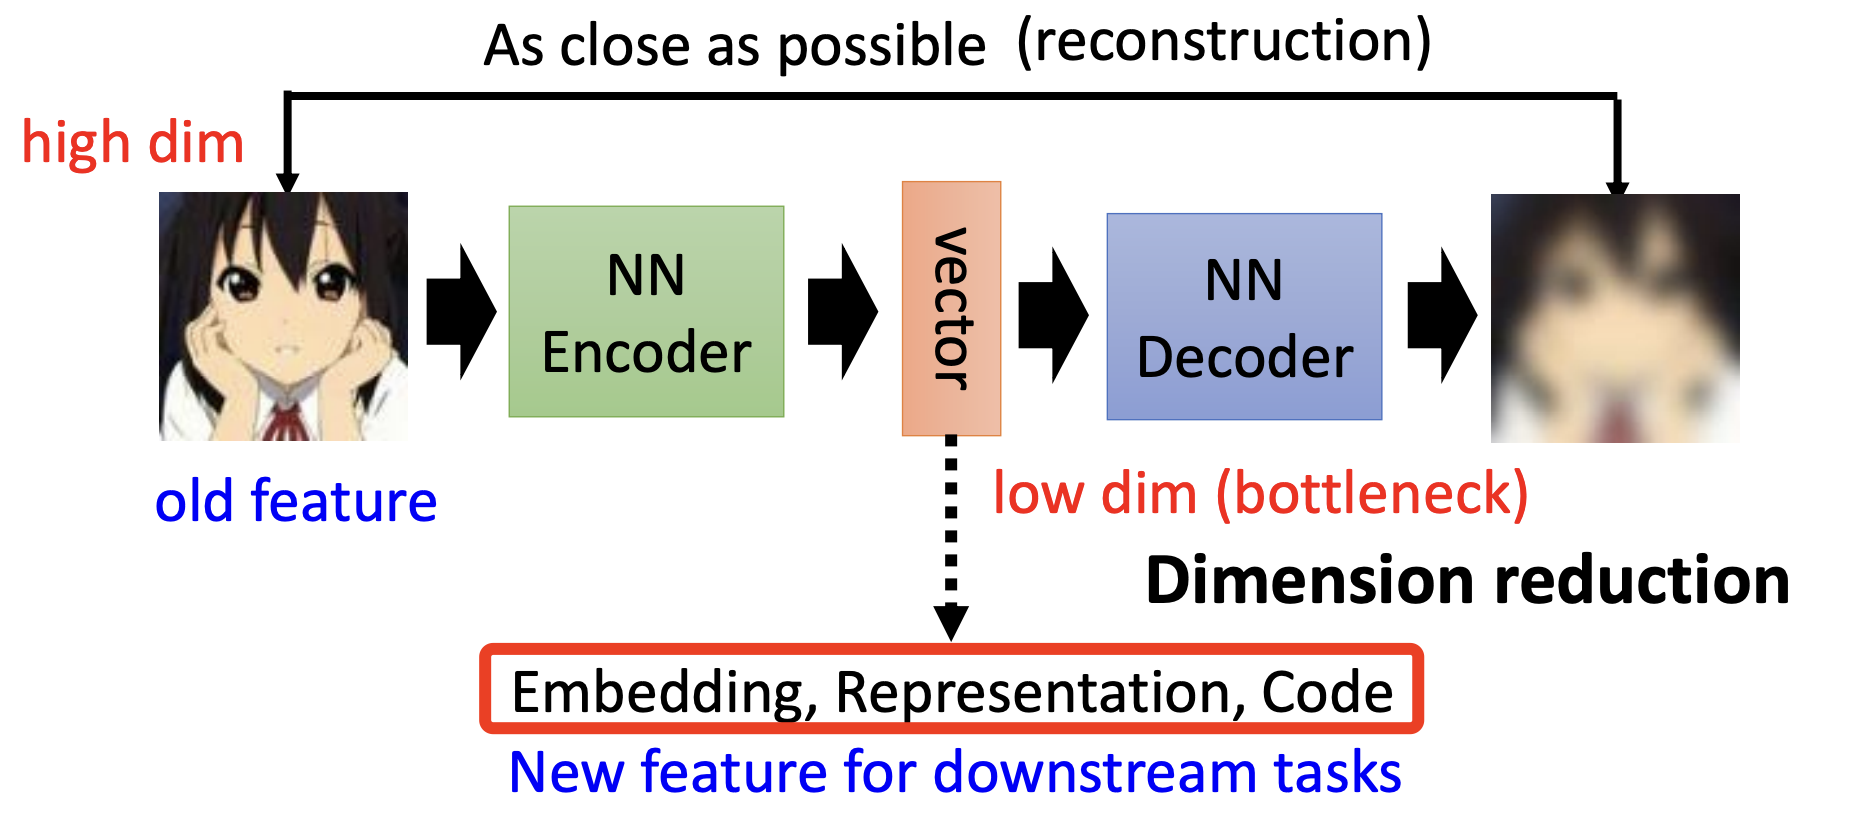 As close as possible (reconstruction)
high dim
NN
Encoder
vector
NN
Decoder
old feature
low dim (bottleneck)
Dimension reduction
Embedding, Representation, Code
New feature for downstream tasks